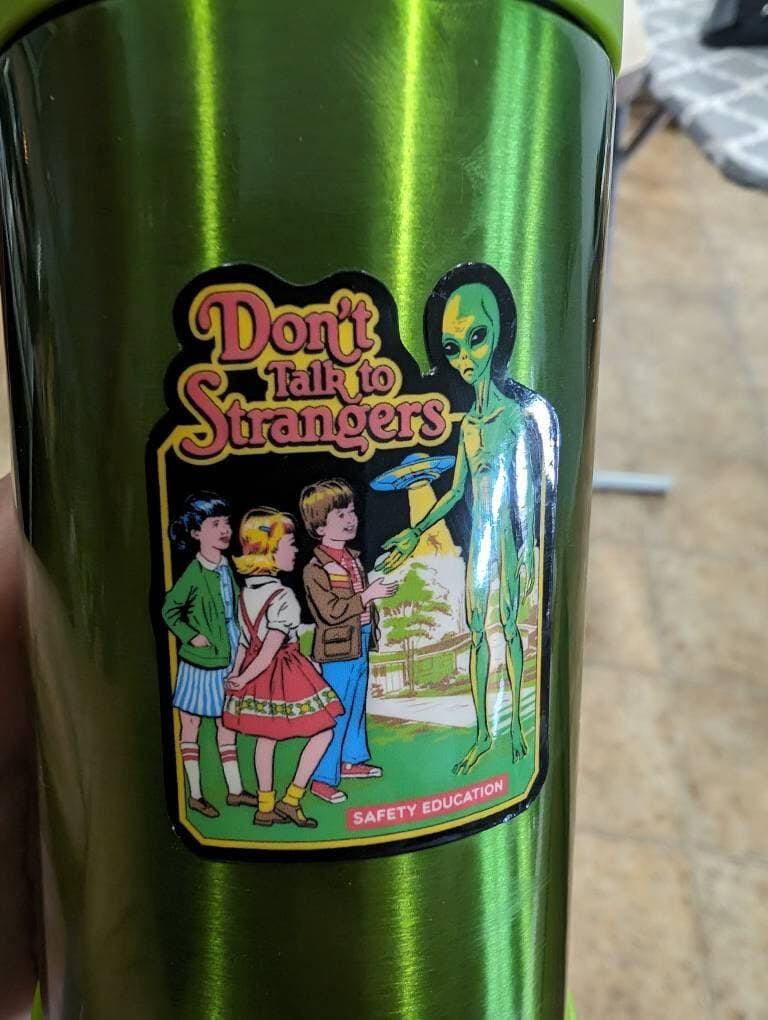 Don't
Talk to
Strangers
SAFETY EDUCATION